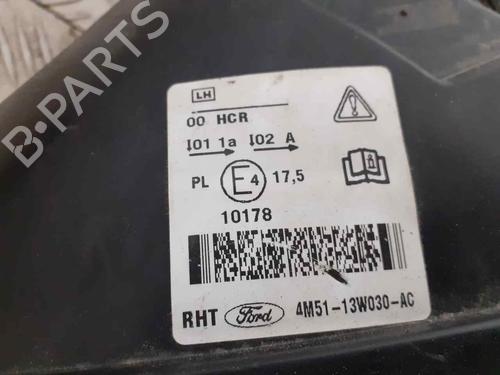 B-PARTS
LH
00 HCR
I01 1a I02 A
PL E4 17,5
10178
RHT Ford 4M51-13W030-AC